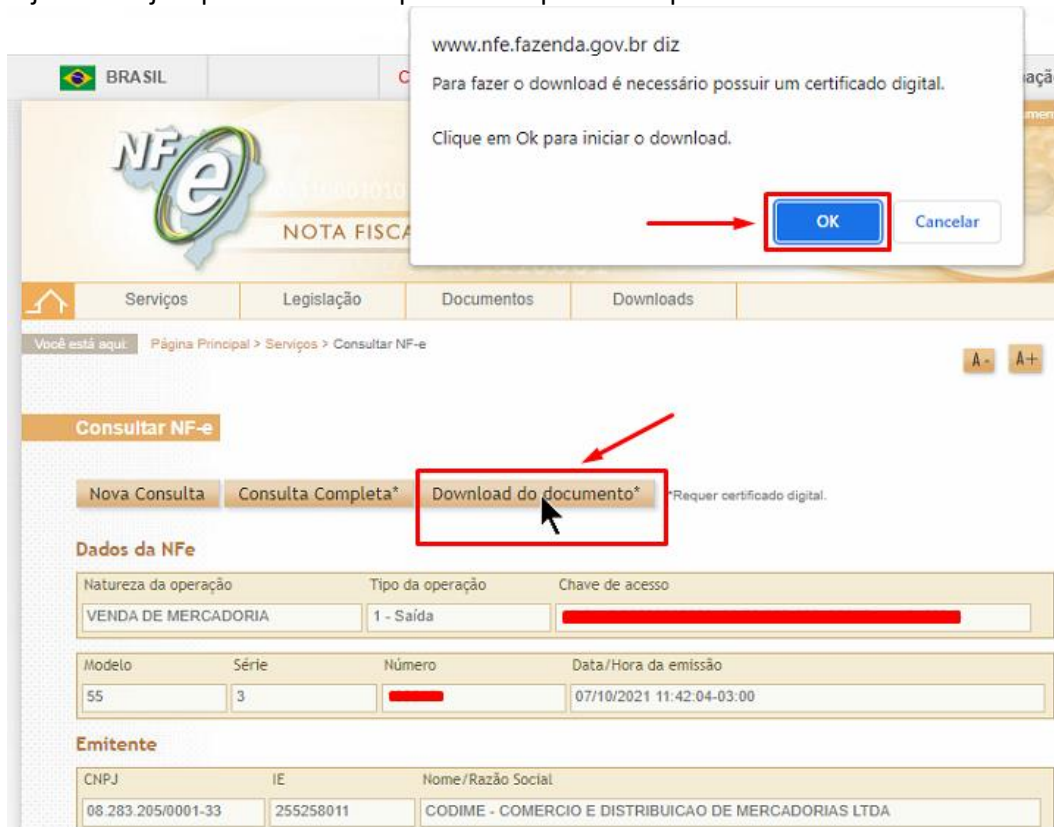 www.nfe.fazenda.gov.br diz
Para fazer o download é necessário possuir um certificado digital.
Clique em Ok para iniciar o download.
OK Cancelar
BRASIL
NFe
NOTA FISCA
Serviços Legislação Documentos Downloads
Você está aqui: Página Principal > Serviços > Consultar NF-e
A- A+
Consultar NF-e
Nova Consulta Consulta Completa* Download do documento* *Requer certificado digital.
Dados da NFe
Natureza da operação Tipo da operação Chave de acesso
VENDA DE MERCADORIA 1 - Saída
Modelo Série Número Data/Hora da emissão
55 3 07/10/2021 11:42:04-03:00
Emitente
CNPJ IE Nome/Razão Social
08.283.205/0001-33 255258011 CODIME - COMERCIO E DISTRIBUICAO DE MERCADORIAS LTDA